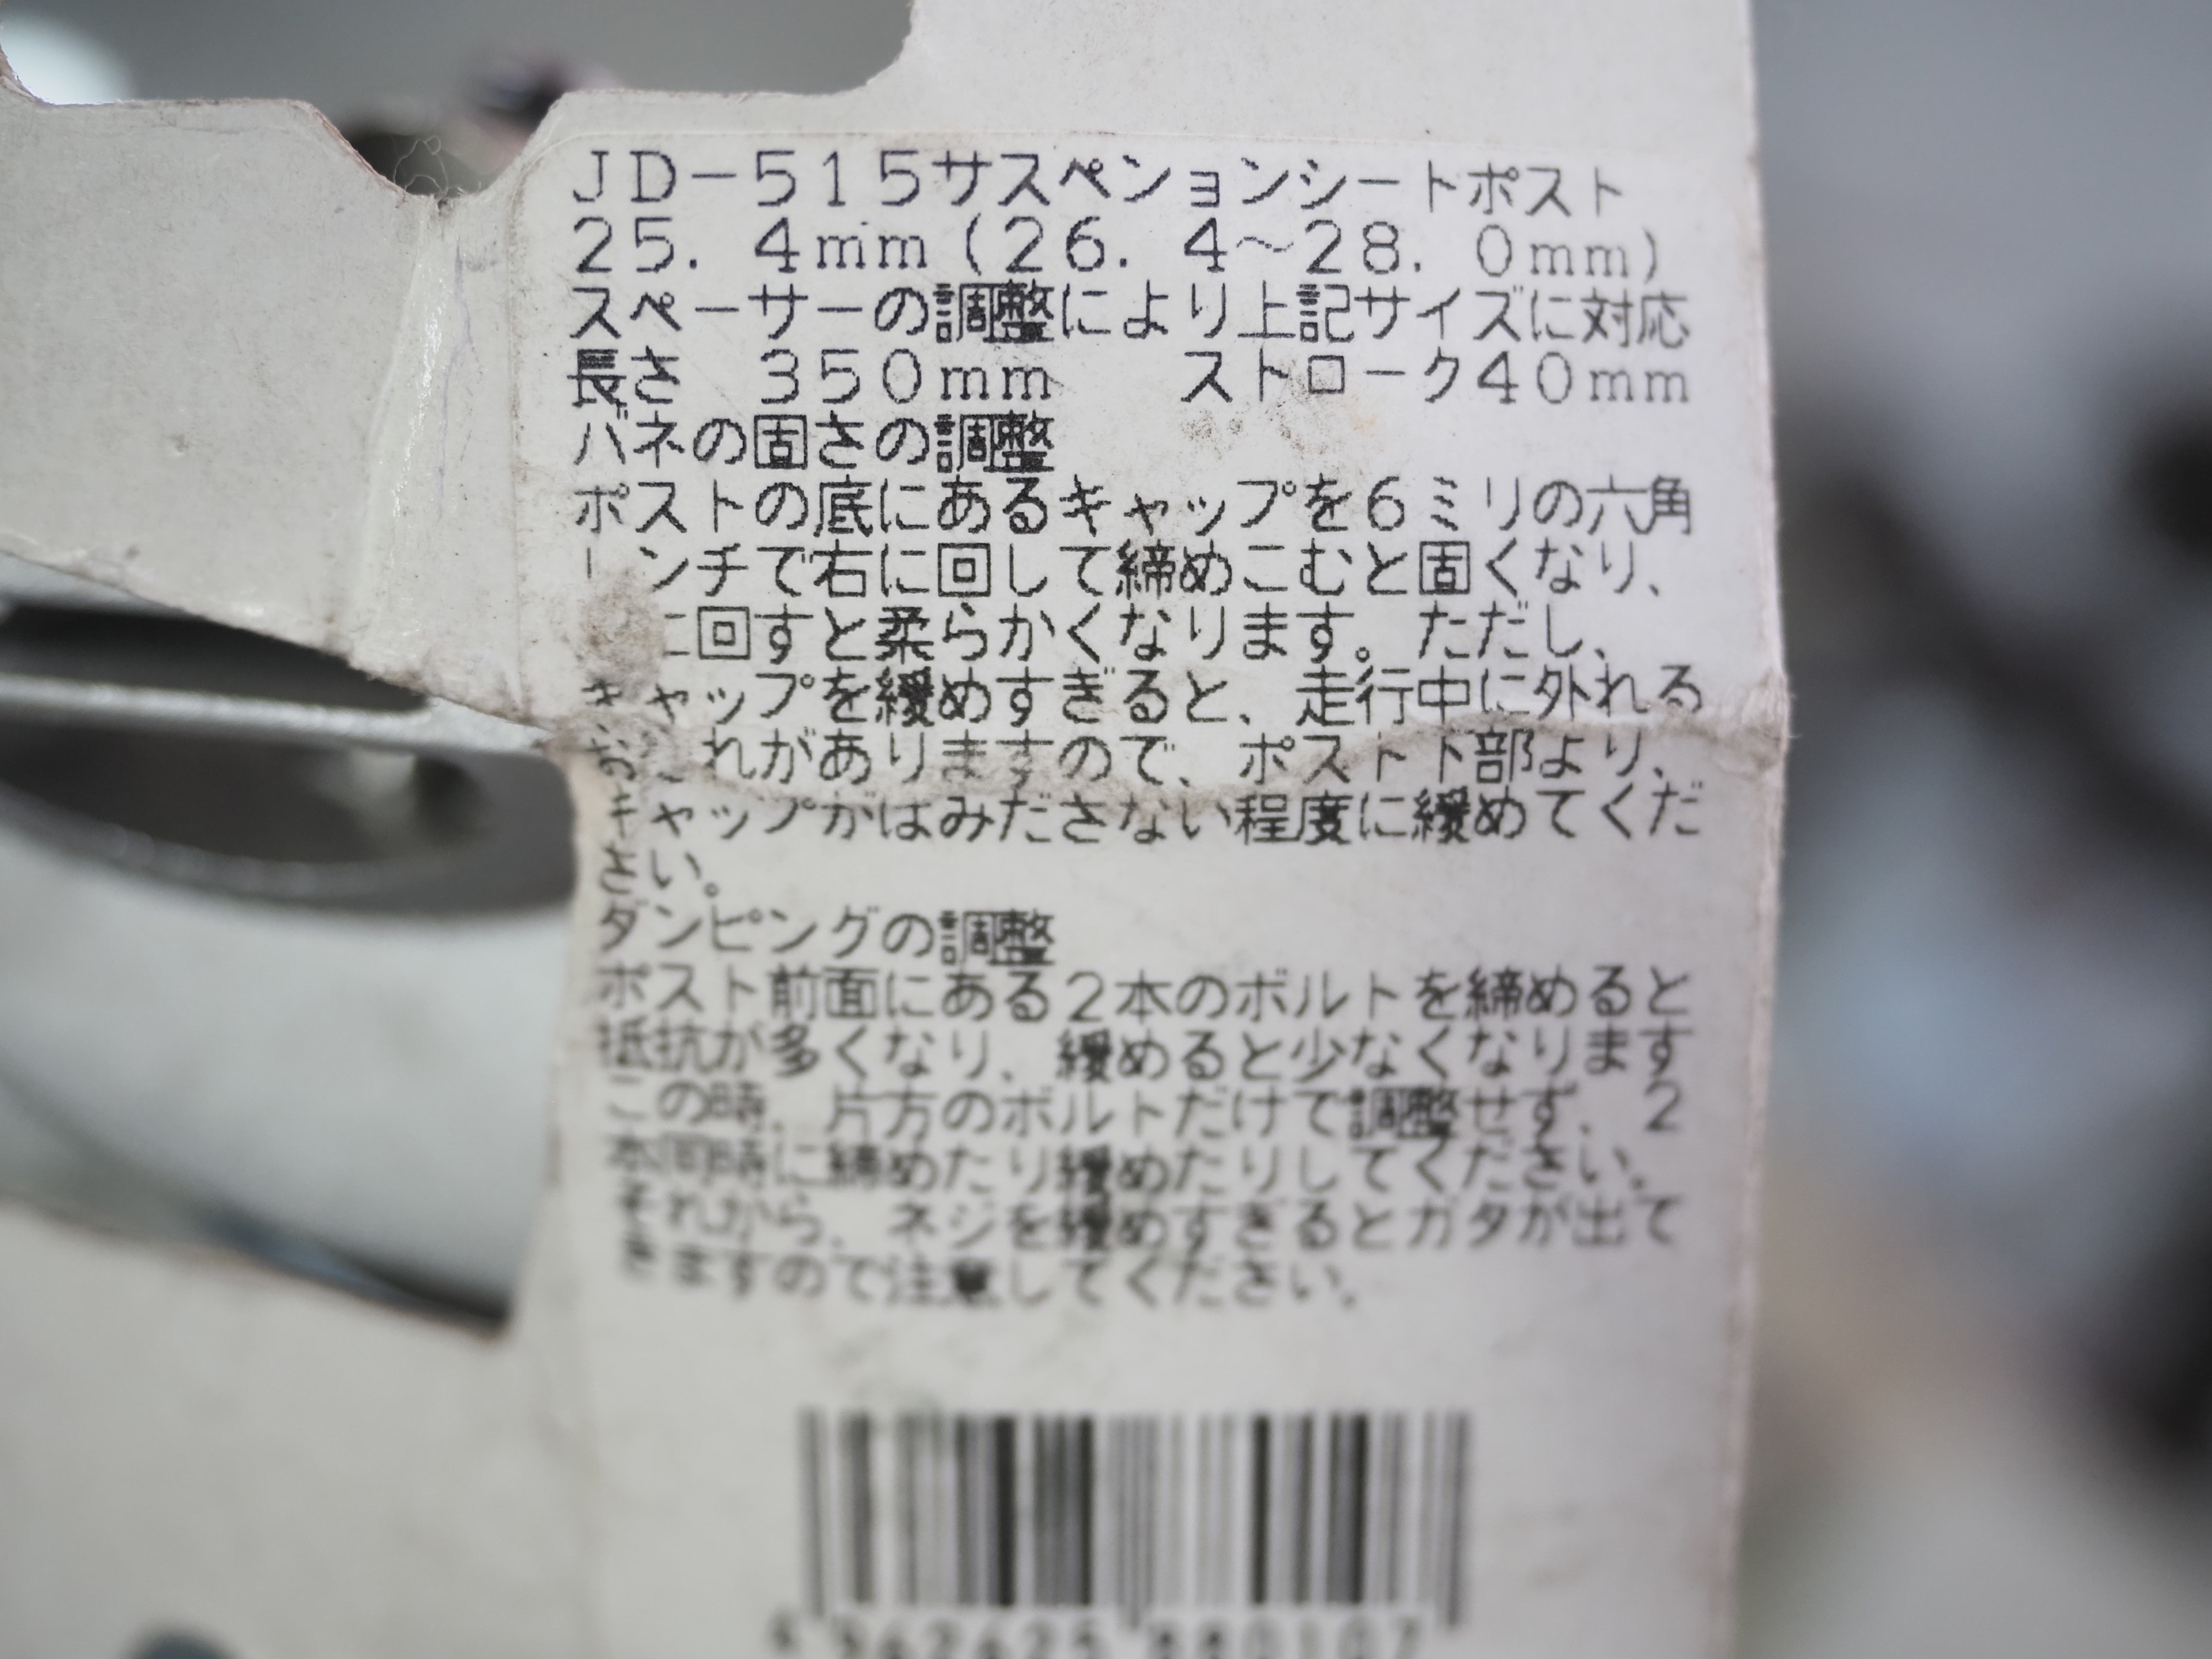 JD-515サスペンションシートポスト
25.4mm(26.4~28.0mm)
スペーサーの調整により上記サイズに対応
長さ 350mm ストローク40mm
バネの固さの調整
ポストの底にあるキャップを6ミリの六角
ンチで右に回して締めこむと固くなり、
に回すと柔らかくなります。ただし、
キャップを緩めすぎると、走行中に外れる
れがありますので、ポスト下部より、
キャップがはみださない程度に緩めてくだ
さい。
ダンピングの調整
ポスト前面にある2本のボルトを締めると
抵抗が多くなり、緩めると少なくなります
この時、片方のボルトだけで調整せず、2
本同時に締めたり緩めたりしてください。
それから、ネジを緩めすぎるとガタが出て
きますので注意してください。